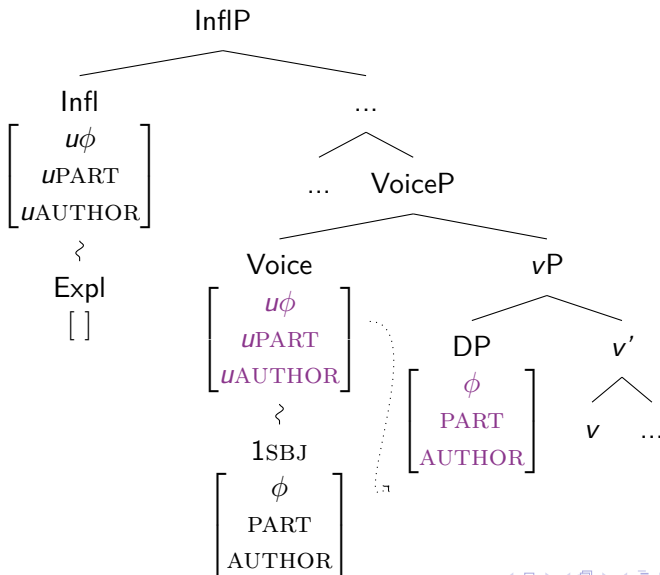 InflP
Infl ...
[uφ
uPART
uAUTHOR]
Expl
[ ]
... VoiceP
Voice vP
[uφ
uPART
uAUTHOR]
1SBJ
[φ
PART
AUTHOR]
DP v'
[φ
PART
AUTHOR]
v ...